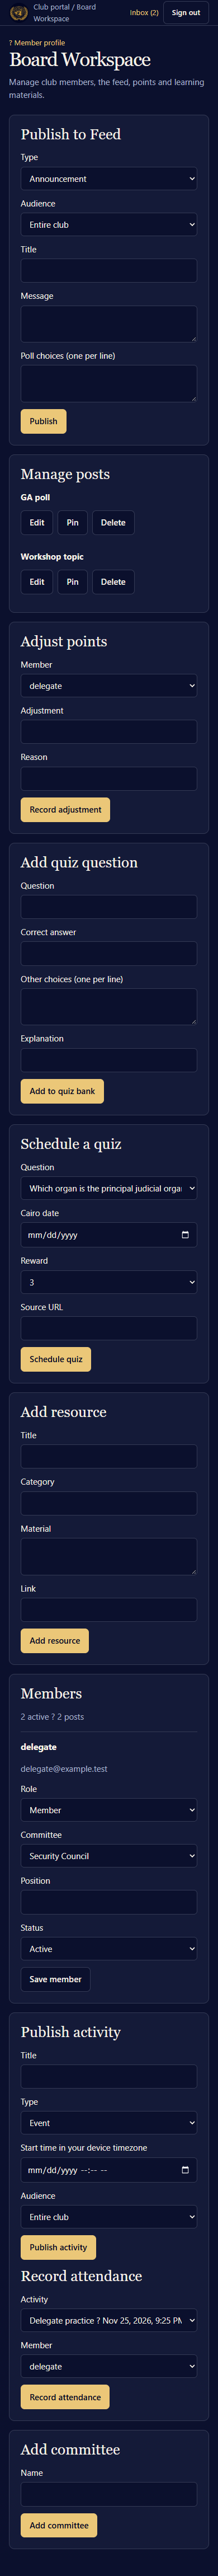 Club portal / Board
Workspace
Inbox (2)
Sign out
? Member profile
Board Workspace
Manage club members, the feed, points and learning
materials.
Publish to Feed
Type
Announcement
Audience
Entire club
Title
Message
Poll choices (one per line)
Publish
Manage posts
GA poll
Edit
Pin
Delete
Workshop topic
Edit
Pin
Delete
Adjust points
Member
delegate
Adjustment
Reason
Record adjustment
Add quiz question
Question
Correct answer
Other choices (one per line)
Explanation
Add to quiz bank
Schedule a quiz
Question
Which organ is the principal judicial organ
Cairo date
mm/dd/yyyy
Reward
3
Source URL
Schedule quiz
Add resource
Title
Category
Material
Link
Add resource
Members
2 active ? 2 posts
delegate
delegate@example.test
Role
Member
Committee
Security Council
Position
Status
Active
Save member
Publish activity
Title
Type
Event
Start time in your device timezone
mm/dd/yyyy --:-- --
Audience
Entire club
Publish activity
Record attendance
Activity
Delegate practice ? Nov 25, 2026, 9:25 PM
Member
delegate
Record attendance
Add committee
Name
Add committee